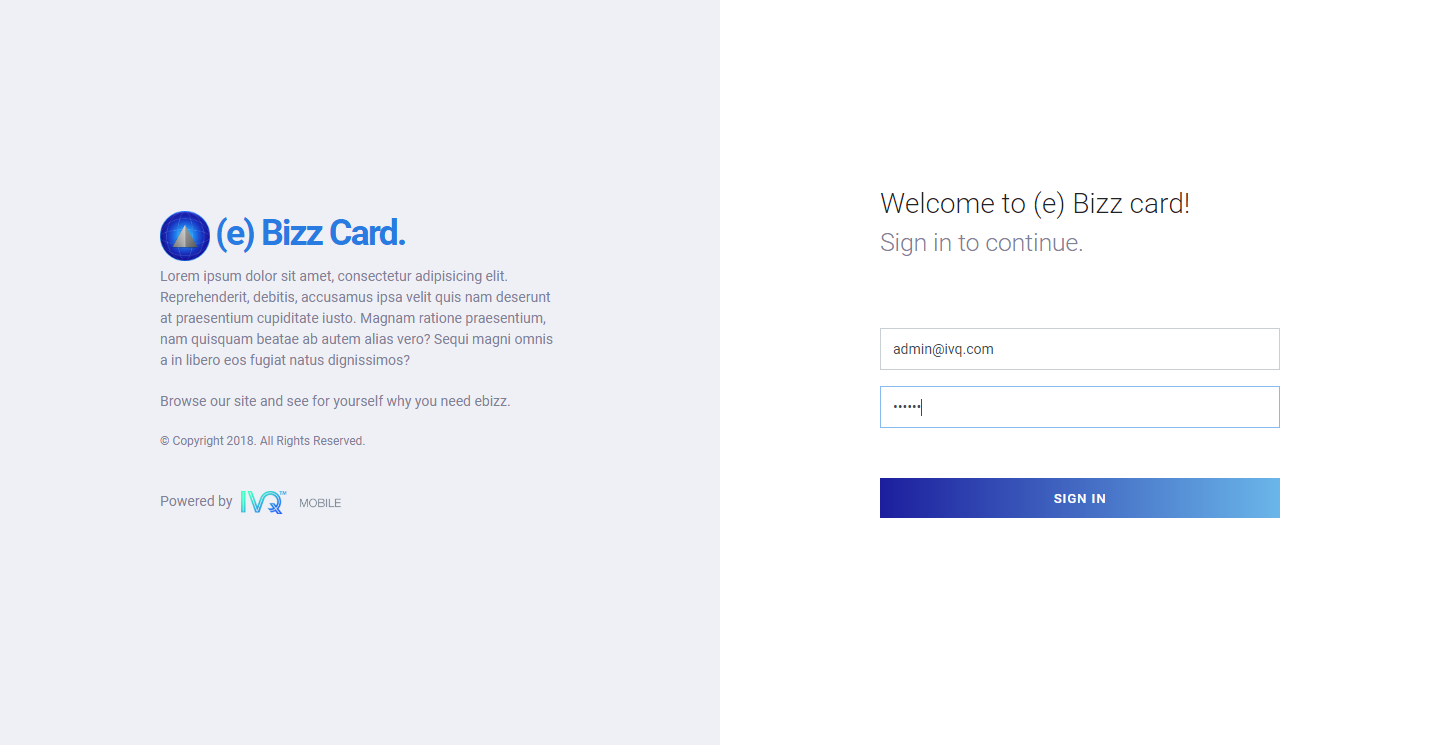 (e) Bizz Card.
Lorem ipsum dolor sit amet, consectetur adipisicing elit.
Reprehenderit, debitis, accusamus ipsa velit quis nam deserunt
at praesentium cupiditate iusto. Magnam ratione praesentium,
nam quisquam beatae ab autem alias vero? Sequi magni omnis
a in libero eos fugiat natus dignissimos?
Browse our site and see for yourself why you need ebizz.
© Copyright 2018. All Rights Reserved.
Powered by IVQ™ MOBILE
Welcome to (e) Bizz card!
Sign in to continue.
admin@ivq.com
••••••
SIGN IN